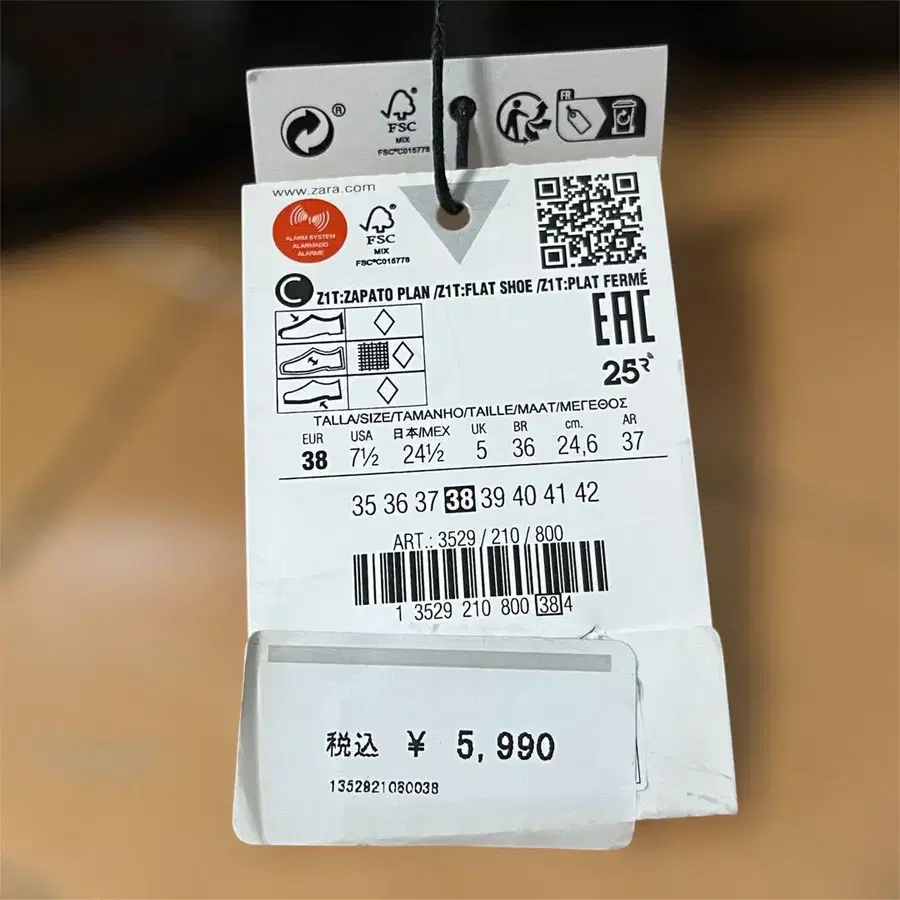 ®
FSC
MIX
FSC®C015778
FR
www.zara.com
ALARM SYSTEM
ALARMADO
ALARME
FSC
MIX
FSC®C015778
C Z1T:ZAPATO PLAN /Z1T:FLAT SHOE /Z1T:PLAT FERMÉ
EAC
25
TALLA/SIZE/TAMANHO/TAILLE/MAAT/ΜΕΓΕΘΟΣ
EUR USA 日本/MEX UK BR cm. AR
38 7½ 24½ 5 36 24,6 37
35 36 37 38 39 40 41 42
ART.: 3529 / 210 / 800
1 3529 210 800 38 4
税込 ¥ 5,990
1352921080038